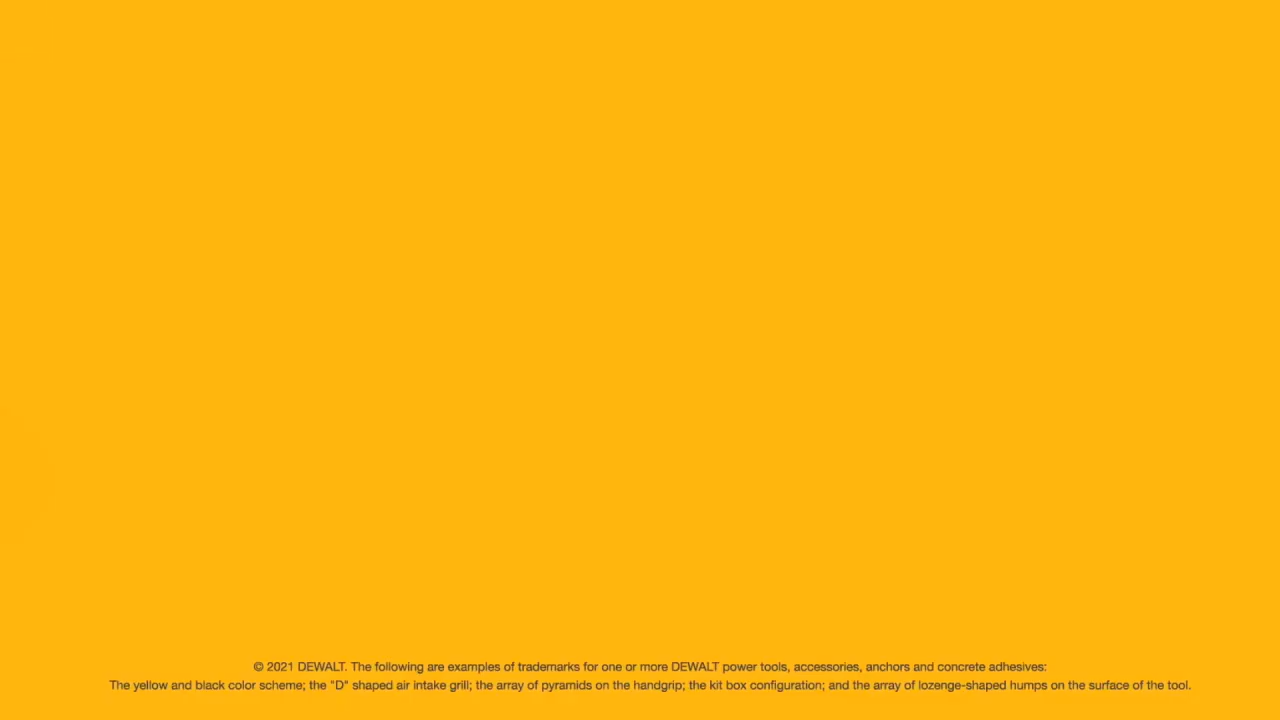 © 2021 DEWALT. The following are examples of trademarks for one or more DEWALT power tools, accessories, anchors and concrete adhesives:
The yellow and black color scheme; the "D" shaped air intake grill; the array of pyramids on the handgrip; the kit box configuration; and the array of lozenge-shaped humps on the surface of the tool.